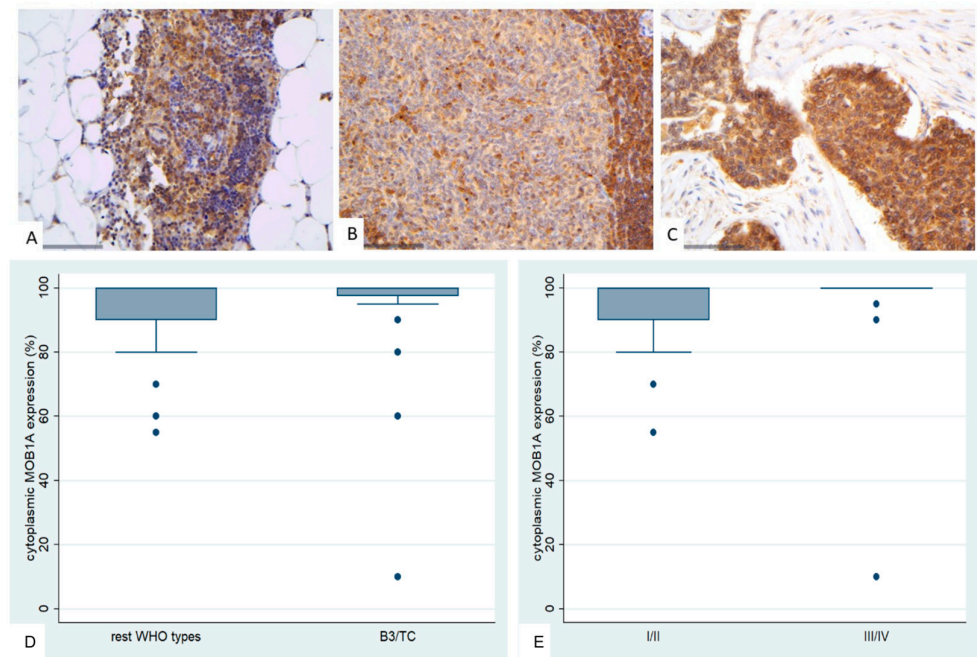 A
B
C
cytoplasmic MOB1A expression (%)
100
80
60
40
20
0
rest WHO types
B3/TC
D
cytoplasmic MOB1A expression (%)
100
80
60
40
20
0
I/II
III/IV
E